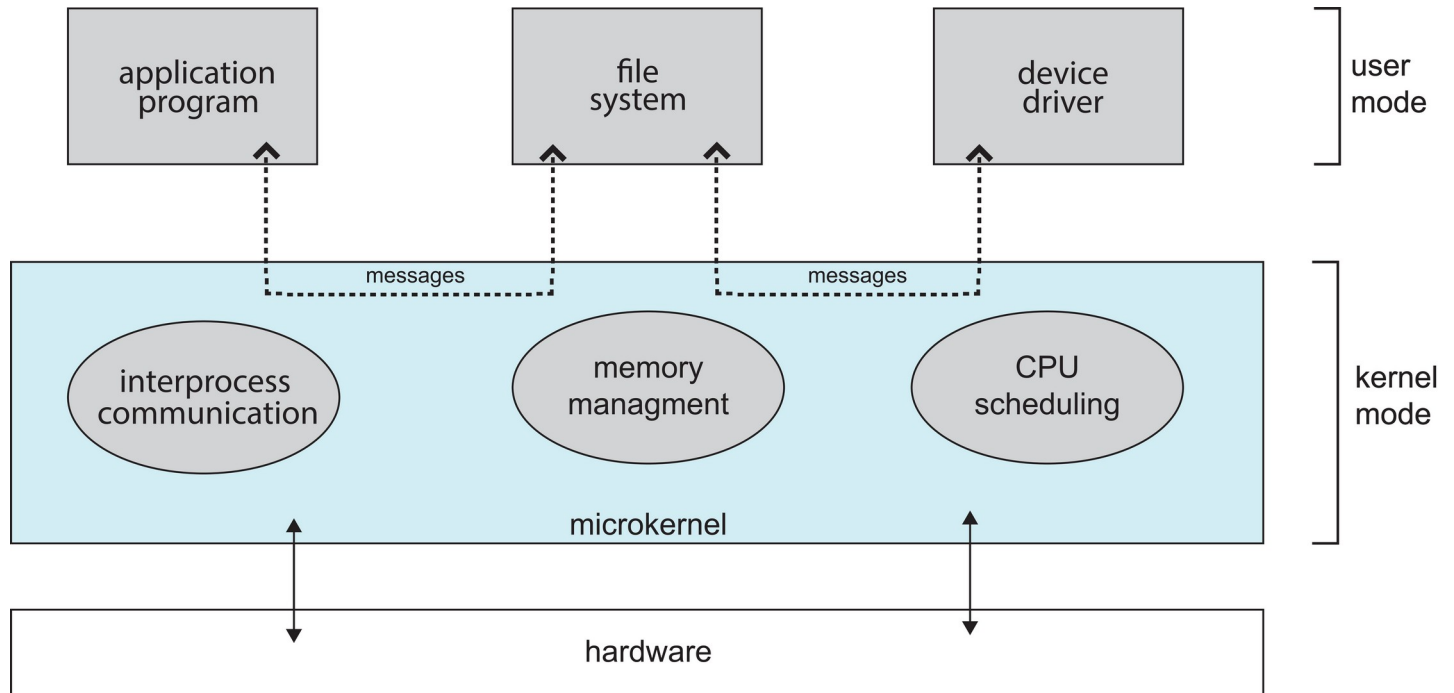 application
program
file
system
device
driver
user
mode
messages
messages
interprocess
communication
memory
managment
CPU
scheduling
kernel
mode
microkernel
hardware